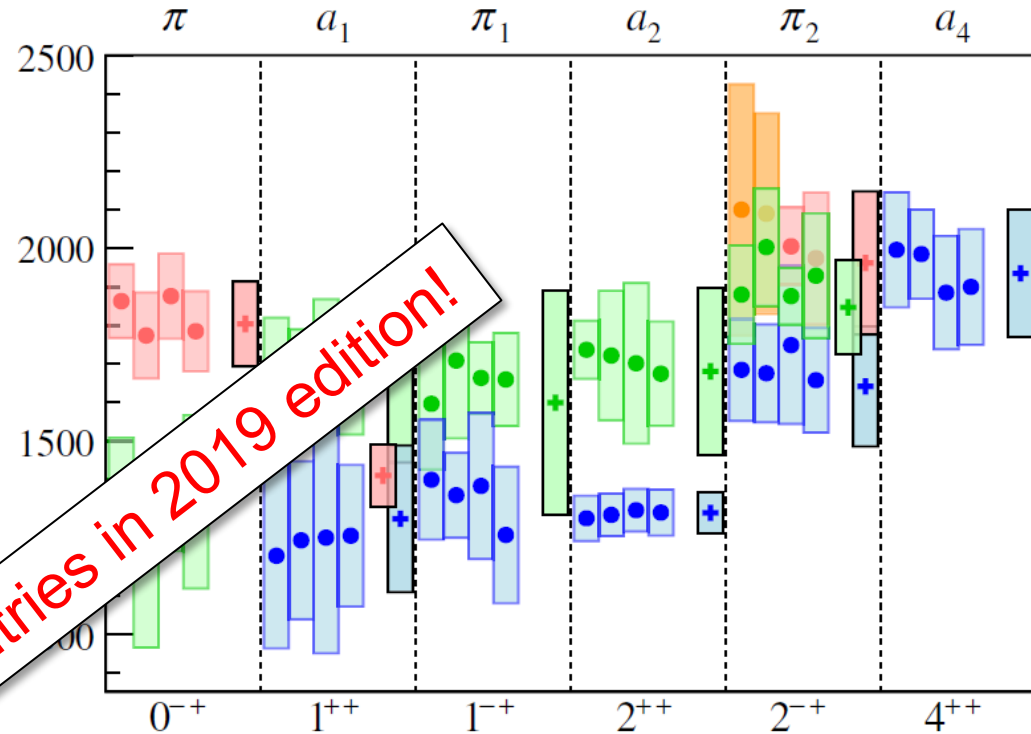 π a₁ π₁ a₂ π₂ a₄
2500
2000
1500
00
tries in 2019 edition!
0⁻⁺ 1⁺⁺ 1⁻⁺ 2⁺⁺ 2⁻⁺ 4⁺⁺